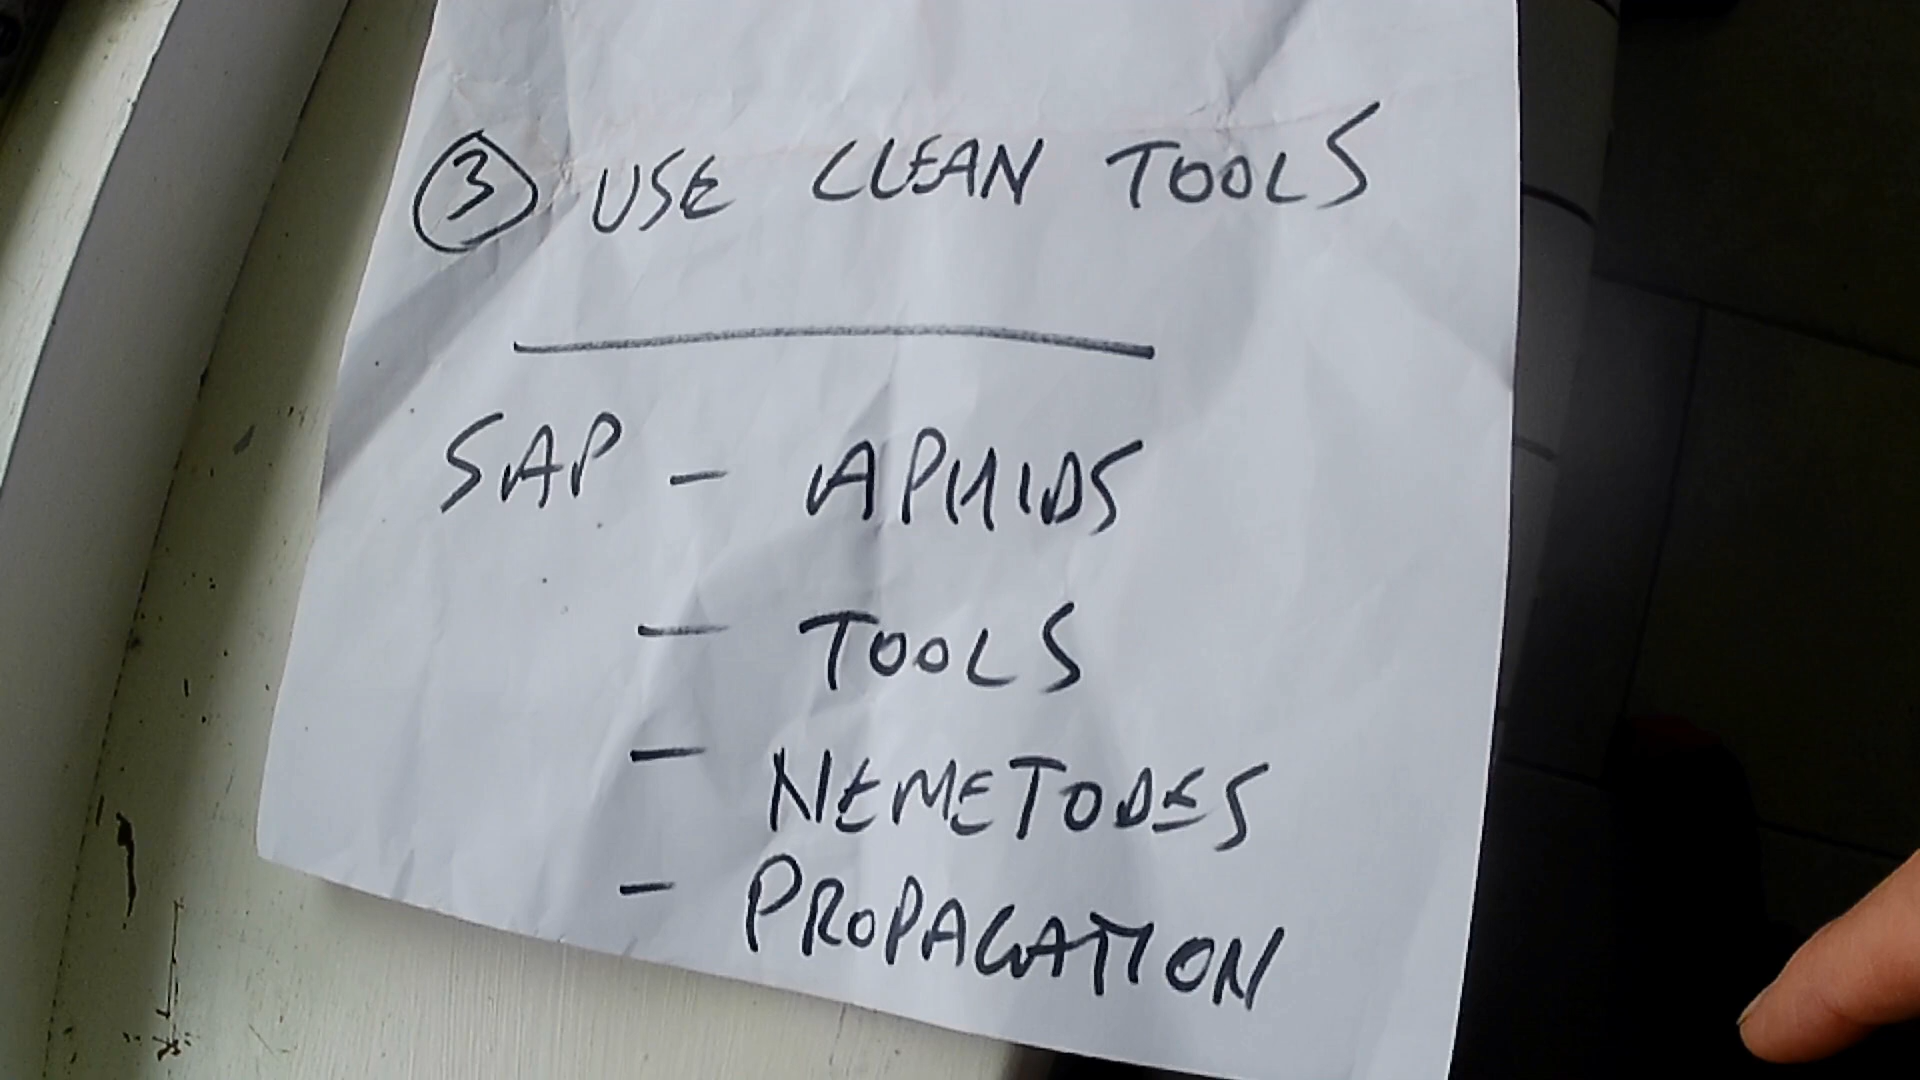 ③ USE CLEAN TOOLS
SAP - APHIDS
- TOOLS
- NEMETODES
- PROPAGATION